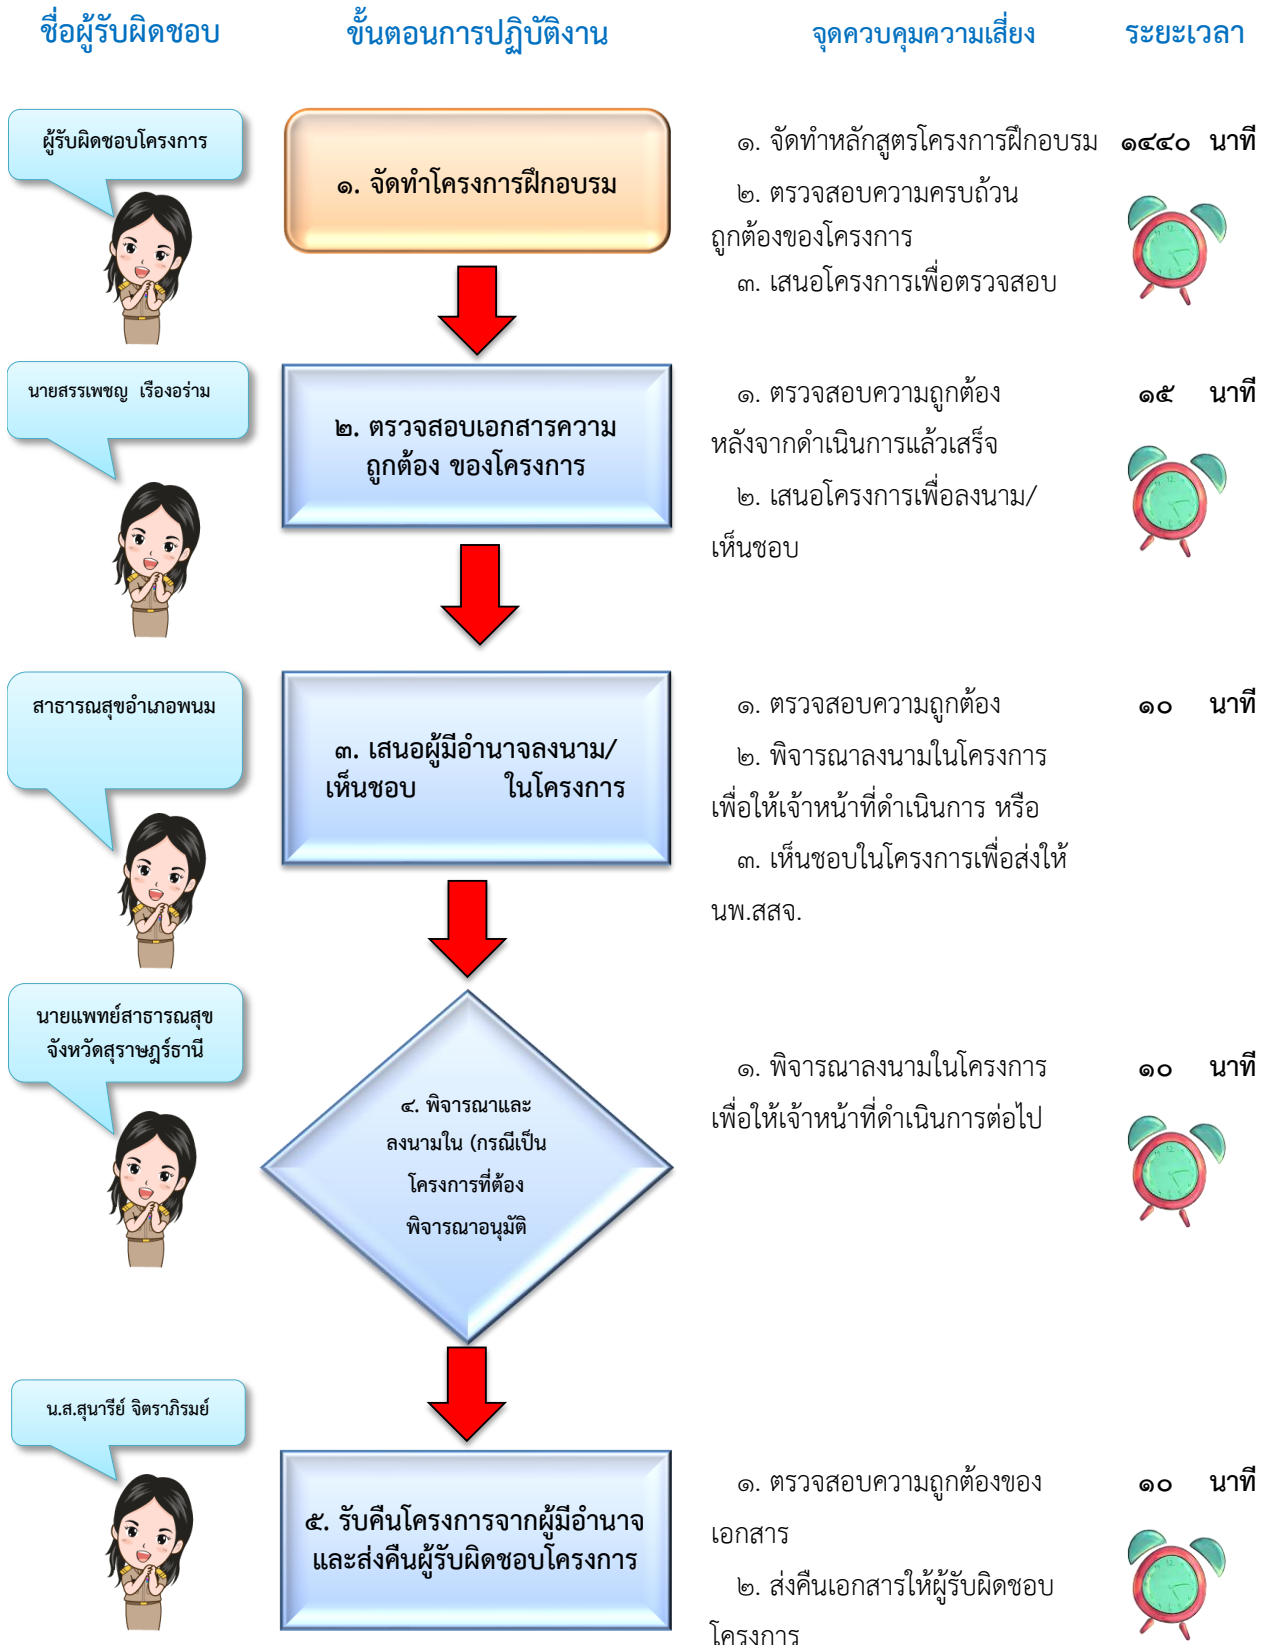 ชื่อผู้รับผิดชอบ ขั้นตอนการปฏิบัติงาน จุดควบคุมความเสี่ยง ระยะเวลา
ผู้รับผิดชอบโครงการ
๑. จัดทำโครงการฝึกอบรม
๑. จัดทำหลักสูตรโครงการฝึกอบรม
๒. ตรวจสอบความครบถ้วน
ถูกต้องของโครงการ
๓. เสนอโครงการเพื่อตรวจสอบ
๑๔๔๐ นาที
นายสรรเพชญ เรืองอร่าม
๒. ตรวจสอบเอกสารความ
ถูกต้อง ของโครงการ
๑. ตรวจสอบความถูกต้อง
หลังจากดำเนินการแล้วเสร็จ
๒. เสนอโครงการเพื่อลงนาม/
เห็นชอบ
๑๕ นาที
สาธารณสุขอำเภอพนม
๓. เสนอผู้มีอำนาจลงนาม/
เห็นชอบ ในโครงการ
๑. ตรวจสอบความถูกต้อง
๒. พิจารณาลงนามในโครงการ
เพื่อให้เจ้าหน้าที่ดำเนินการ หรือ
๓. เห็นชอบในโครงการเพื่อส่งให้
นพ.สสจ.
๑๐ นาที
นายแพทย์สาธารณสุข
จังหวัดสุราษฎร์ธานี
๔. พิจารณาและ
ลงนามใน (กรณีเป็น
โครงการที่ต้อง
พิจารณาอนุมัติ
๑. พิจารณาลงนามในโครงการ
เพื่อให้เจ้าหน้าที่ดำเนินการต่อไป
๑๐ นาที
น.ส.สุนารีย์ จิตราภิรมย์
๕. รับคืนโครงการจากผู้มีอำนาจ
และส่งคืนผู้รับผิดชอบโครงการ
๑. ตรวจสอบความถูกต้องของ
เอกสาร
๒. ส่งคืนเอกสารให้ผู้รับผิดชอบ
โครงการ
๑๐ นาที